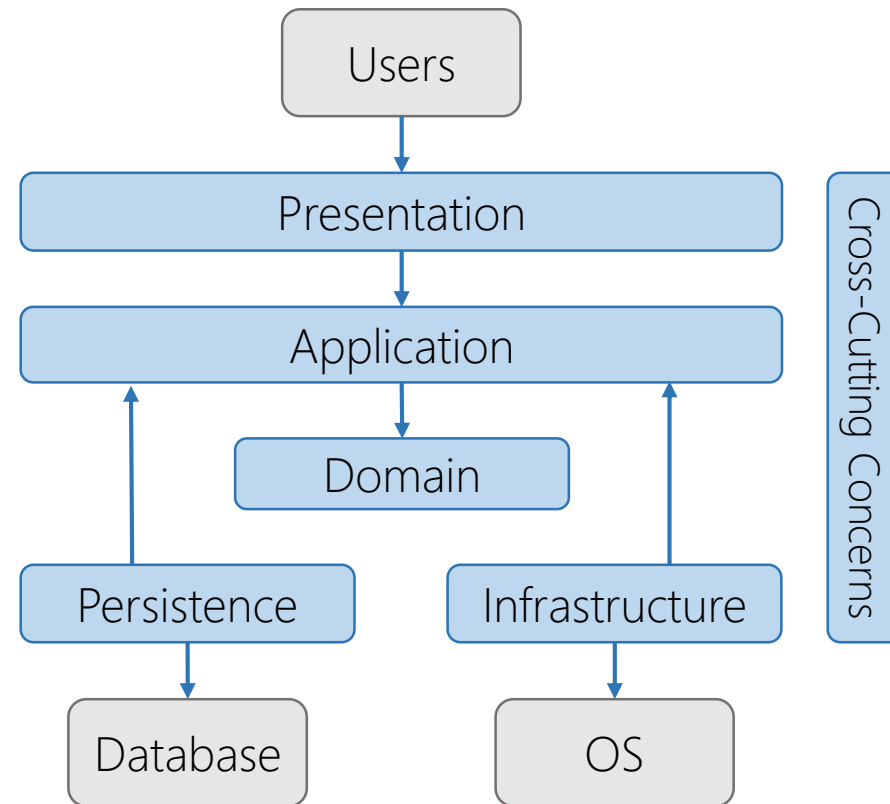 Users
Presentation
Application
Domain
Persistence
Infrastructure
Database
OS
Cross-Cutting Concerns